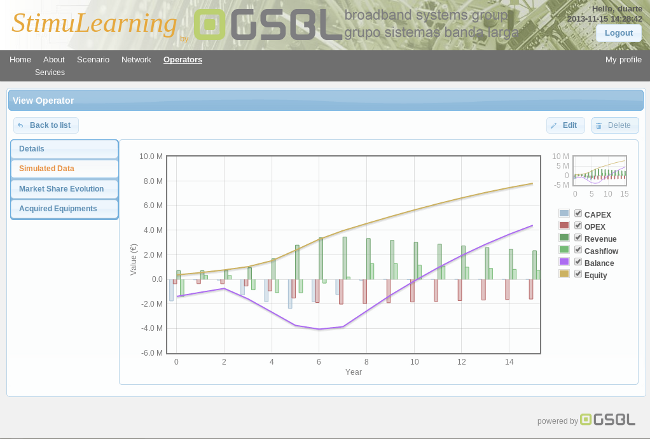 StimuLearning
by
GSBL
broadband systems group
grupo sistemas banda larga
Hello, duarte
2013-11-15 14:28:42
Logout
Home About Scenario Network Operators My profile
Services
View Operator
Back to list Edit Delete
Details
Simulated Data
Market Share Evolution
Acquired Equipments
10.0 M
8.0 M
6.0 M
4.0 M
2.0 M
0.0
-2.0 M
-4.0 M
-6.0 M
Value (€)
0 2 4 6 8 10 12 14
Year
10 M
5 M
0
-5 M
0 5 10 15
CAPEX
OPEX
Revenue
Cashflow
Balance
Equity
powered by GSBL